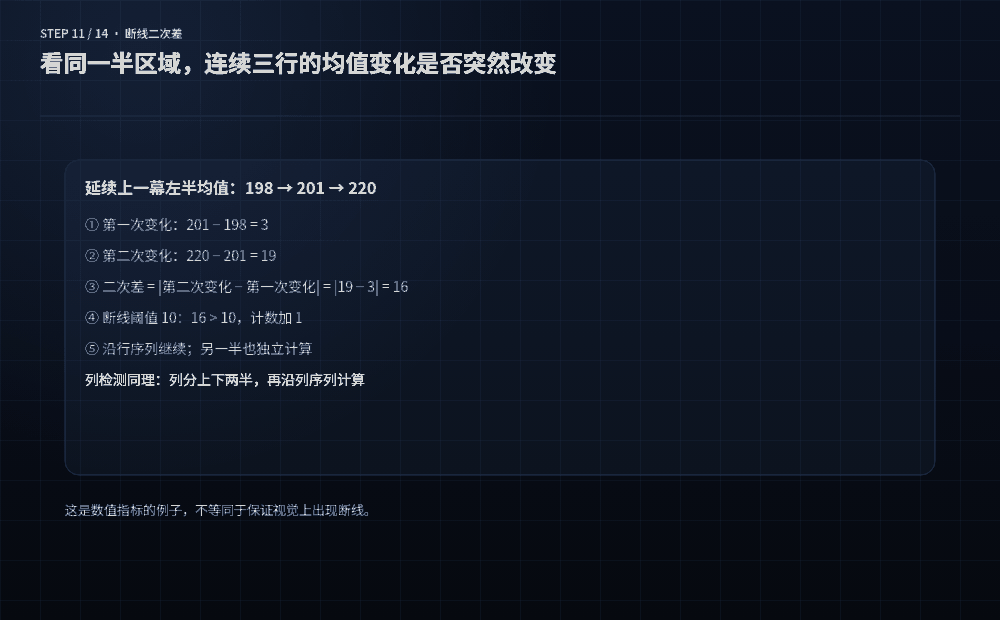 STEP 11 / 14 · 断线二次差
看同一半区域，连续三行的均值变化是否突然改变
延续上一幕左半均值：198 → 201 → 220
① 第一次变化：201 − 198 = 3
② 第二次变化：220 − 201 = 19
③ 二次差 = |第二次变化 − 第一次变化| = |19 − 3| = 16
④ 断线阈值 10：16 > 10，计数加 1
⑤ 沿行序列继续；另一半也独立计算
列检测同理：列分上下两半，再沿列序列计算
这是数值指标的例子，不等同于保证视觉上出现断线。